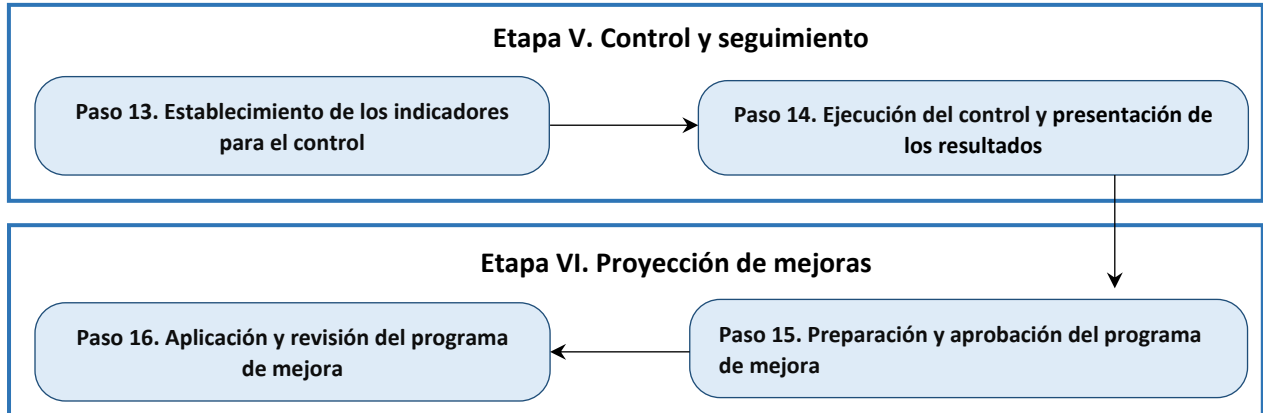 Etapa V. Control y seguimiento
Paso 13. Establecimiento de los indicadores
para el control
Paso 14. Ejecución del control y presentación de
los resultados
Etapa VI. Proyección de mejoras
Paso 16. Aplicación y revisión del programa
de mejora
Paso 15. Preparación y aprobación del programa
de mejora